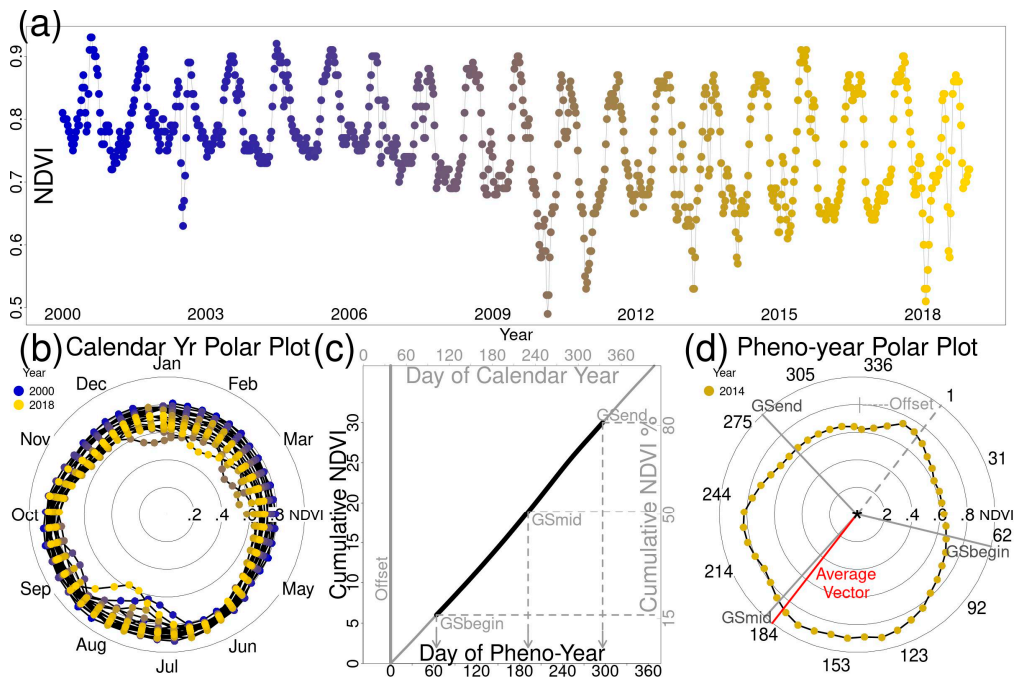 (a)
NDVI
0.9
0.8
0.7
0.6
0.5
2000 2003 2006 2009 2012 2015 2018
Year
(b) Calendar Yr Polar Plot
Year
2000
2018
Jan
Feb
Mar
May
Jun
Jul
Aug
Sep
Oct
Nov
Dec
.2 .4 .6 .8 NDVI
(c)
0 60 120 180 240 300 360
Day of Calendar Year
Cumulative NDVI
30
25
20
15
10
5
0
Cumulative NDVI %
80
50
15
GSend
GSmid
GSbegin
Offset
Day of Pheno-Year
0 60 120 180 240 300 360
(d) Pheno-year Polar Plot
Year
2014
336
1
31
62
92
123
153
184
214
244
275
305
Offset
GSend
GSbegin
GSmid
.2 .4 .6 .8 NDVI
Average
Vector